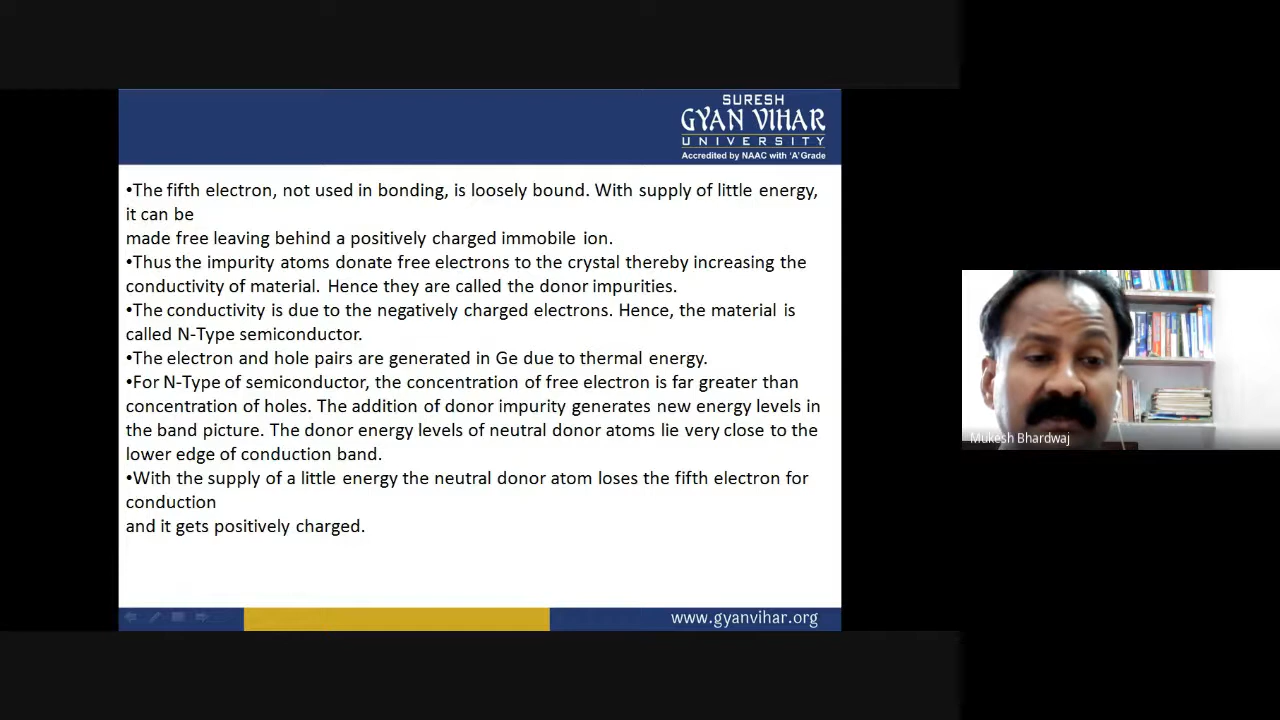 SURESH
GYAN VIHAR
UNIVERSITY
Accredited by NAAC with 'A' Grade
•The fifth electron, not used in bonding, is loosely bound. With supply of little energy,
it can be
made free leaving behind a positively charged immobile ion.
•Thus the impurity atoms donate free electrons to the crystal thereby increasing the
conductivity of material. Hence they are called the donor impurities.
•The conductivity is due to the negatively charged electrons. Hence, the material is
called N-Type semiconductor.
•The electron and hole pairs are generated in Ge due to thermal energy.
•For N-Type of semiconductor, the concentration of free electron is far greater than
concentration of holes. The addition of donor impurity generates new energy levels in
the band picture. The donor energy levels of neutral donor atoms lie very close to the
lower edge of conduction band.
•With the supply of a little energy the neutral donor atom loses the fifth electron for
conduction
and it gets positively charged.
www.gyanvihar.org
Mukesh Bhardwaj